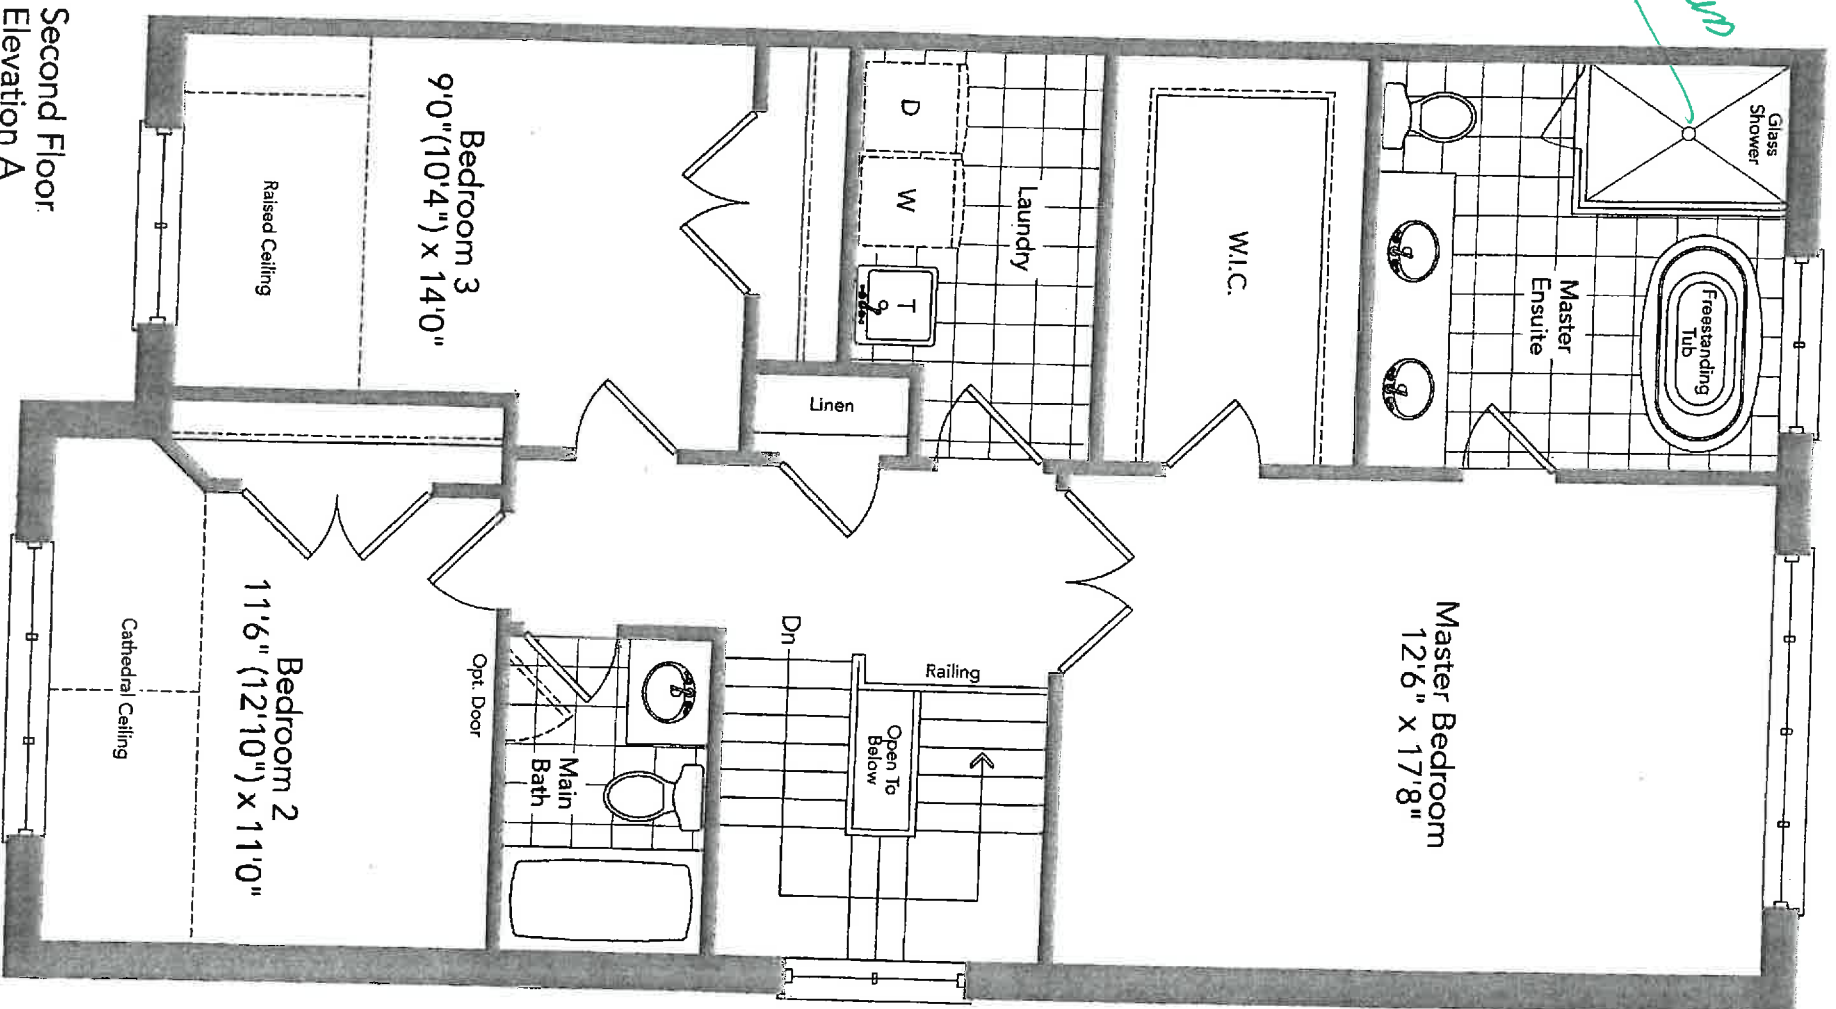 Glass
Shower
Freestanding
Tub
Master
Ensuite
Master Bedroom
12'6" x 17'8"
W.I.C.
Laundry
D
W
T
Linen
Railing
Open To
Below
Dn
Main
Bath
Opt. Door
Bedroom 3
9'0"(10'4") x 14'0"
Raised Ceiling
Bedroom 2
11'6" (12'10") x 11'0"
Cathedral Ceiling
Second Floor
Elevation A